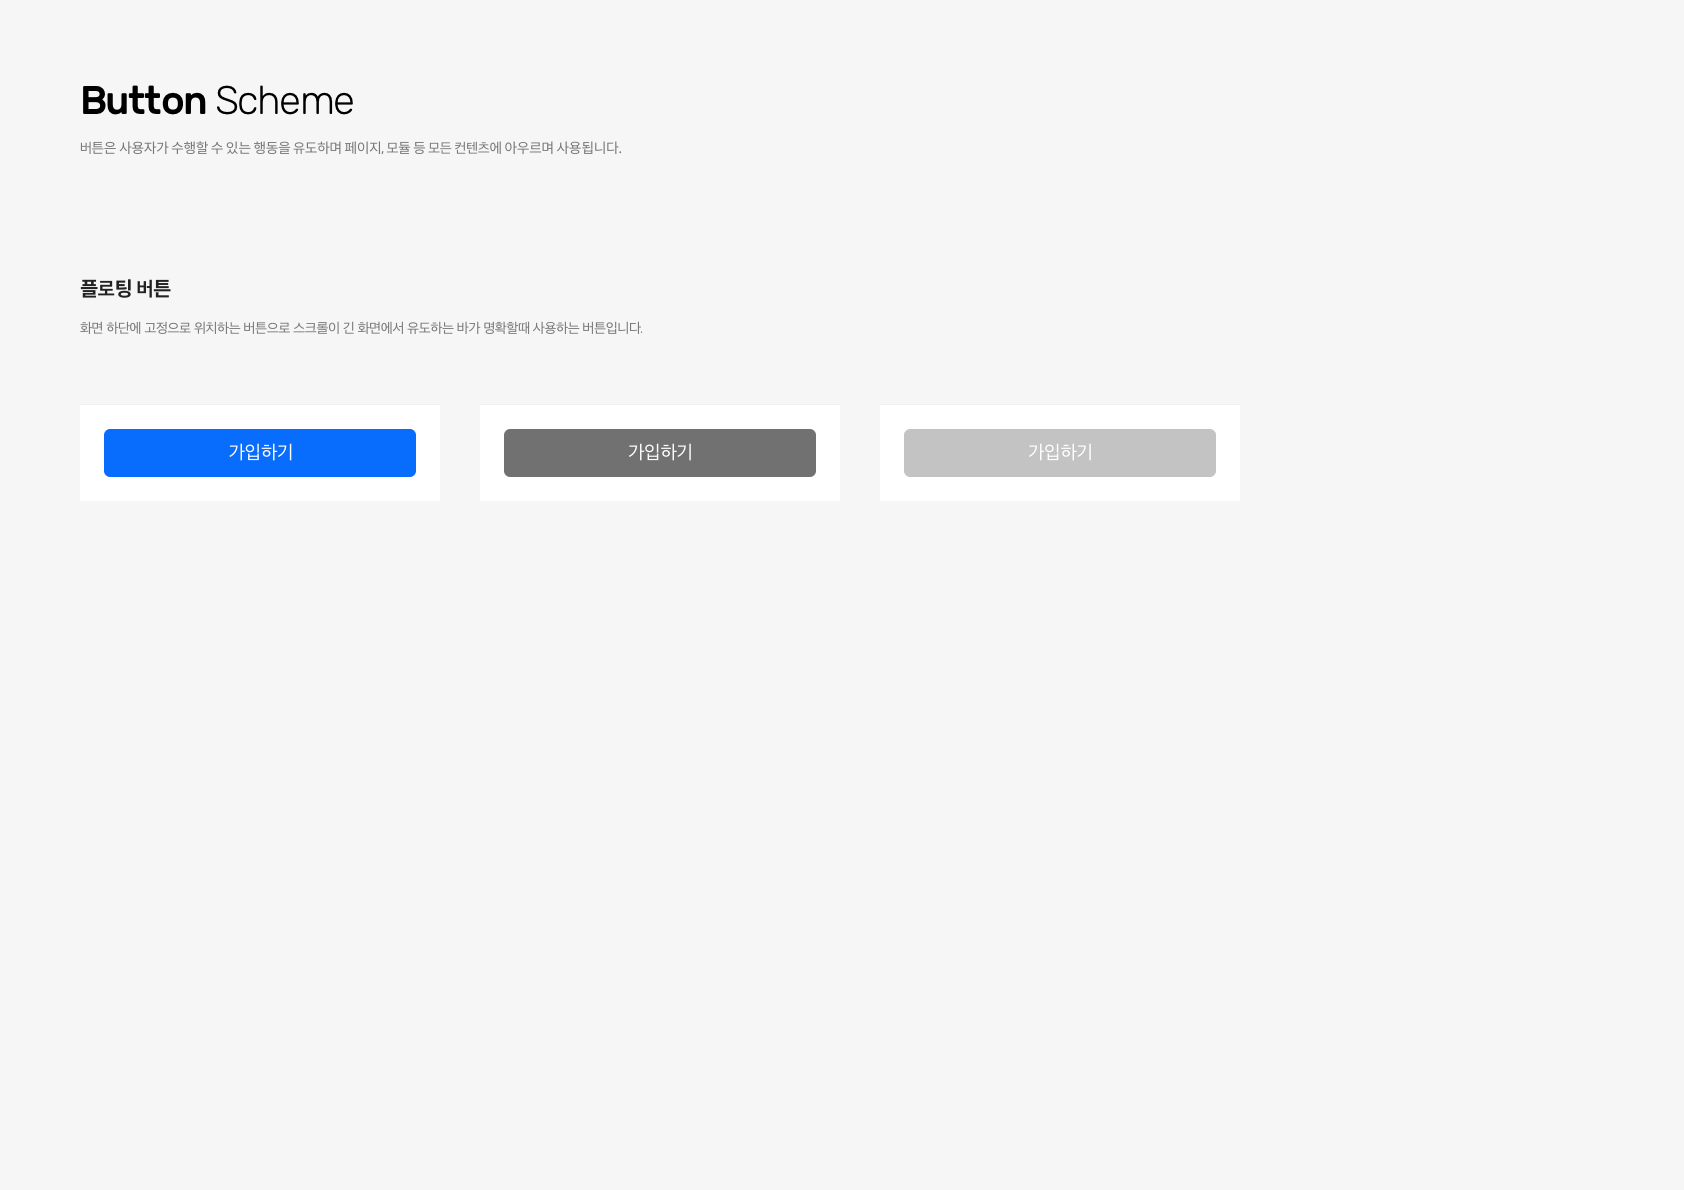 Button Scheme
버튼은 사용자가 수행할 수 있는 행동을 유도하며 페이지, 모듈 등 모든 컨텐츠에 아우르며 사용됩니다.
플로팅 버튼
화면 하단에 고정으로 위치하는 버튼으로 스크롤이 긴 화면에서 유도하는 바가 명확할때 사용하는 버튼입니다.
가입하기
가입하기
가입하기